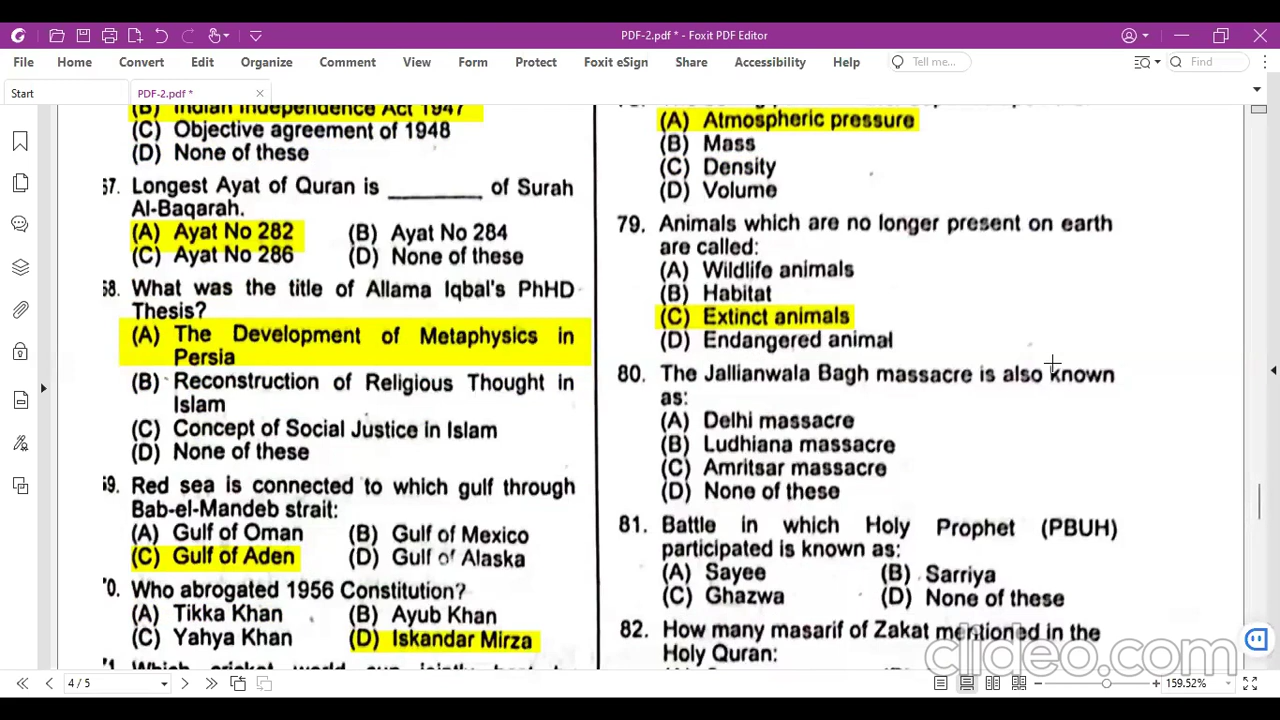 PDF-2.pdf * - Foxit PDF Editor
File Home Convert Edit Organize Comment View Form Protect Foxit eSign Share Accessibility Help Tell me... Find
Start PDF-2.pdf *
(B) Indian Independence Act 1947
(C) Objective agreement of 1948
(D) None of these
67. Longest Ayat of Quran is ________ of Surah
Al-Baqarah.
(A) Ayat No 282 (B) Ayat No 284
(C) Ayat No 286 (D) None of these
68. What was the title of Allama Iqbal's PhHD
Thesis?
(A) The Development of Metaphysics in
Persia
(B) Reconstruction of Religious Thought in
Islam
(C) Concept of Social Justice in Islam
(D) None of these
69. Red sea is connected to which gulf through
Bab-el-Mandeb strait:
(A) Gulf of Oman (B) Gulf of Mexico
(C) Gulf of Aden (D) Gulf of Alaska
70. Who abrogated 1956 Constitution?
(A) Tikka Khan (B) Ayub Khan
(C) Yahya Khan (D) Iskandar Mirza
(A) Atmospheric pressure
(B) Mass
(C) Density
(D) Volume
79. Animals which are no longer present on earth
are called:
(A) Wildlife animals
(B) Habitat
(C) Extinct animals
(D) Endangered animal
80. The Jallianwala Bagh massacre is also known
as:
(A) Delhi massacre
(B) Ludhiana massacre
(C) Amritsar massacre
(D) None of these
81. Battle in which Holy Prophet (PBUH)
participated is known as:
(A) Sayee (B) Sarriya
(C) Ghazwa (D) None of these
82. How many masarif of Zakat mentioned in the
Holy Quran:
clideo.com
4 / 5 159.52%